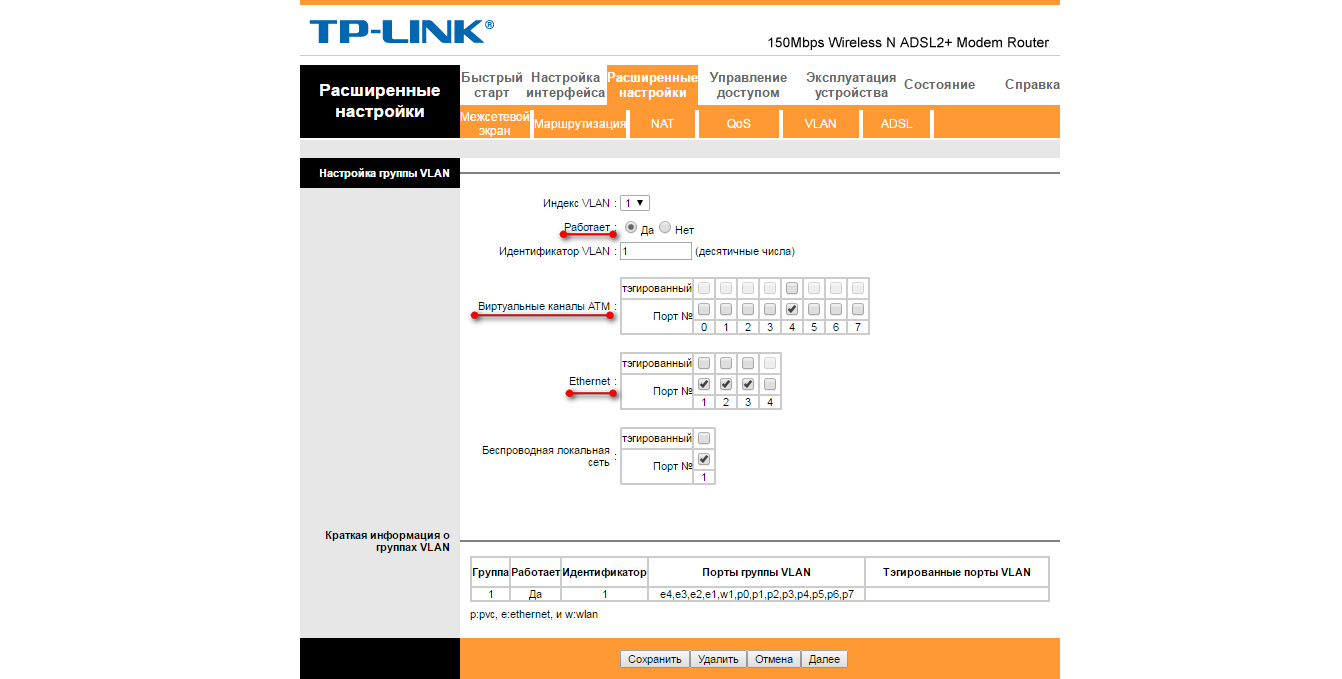 TP-LINK®
150Mbps Wireless N ADSL2+ Modem Router
Расширенные
настройки
Быстрый
старт
Настройка
интерфейса
Расширенные
настройки
Управление
доступом
Эксплуатация
устройства
Состояние
Справка
Межсетевой
экран
Маршрутизация
NAT
QoS
VLAN
ADSL
Настройка группы VLAN
Индекс VLAN : 1
Работает : Да Нет
Идентификатор VLAN : 1 (десятичные числа)
Виртуальные каналы ATM :
тэгированный
Порт №
0 1 2 3 4 5 6 7
Ethernet :
тэгированный
Порт №
1 2 3 4
Беспроводная локальная
сеть :
тэгированный
Порт №
1
Краткая информация о
группах VLAN
Группа Работает Идентификатор Порты группы VLAN Тэгированные порты VLAN
1 Да 1 e4,e3,e2,e1,w1,p0,p1,p2,p3,p4,p5,p6,p7
p:pvc, e:ethernet, и w:wlan
Сохранить Удалить Отмена Далее